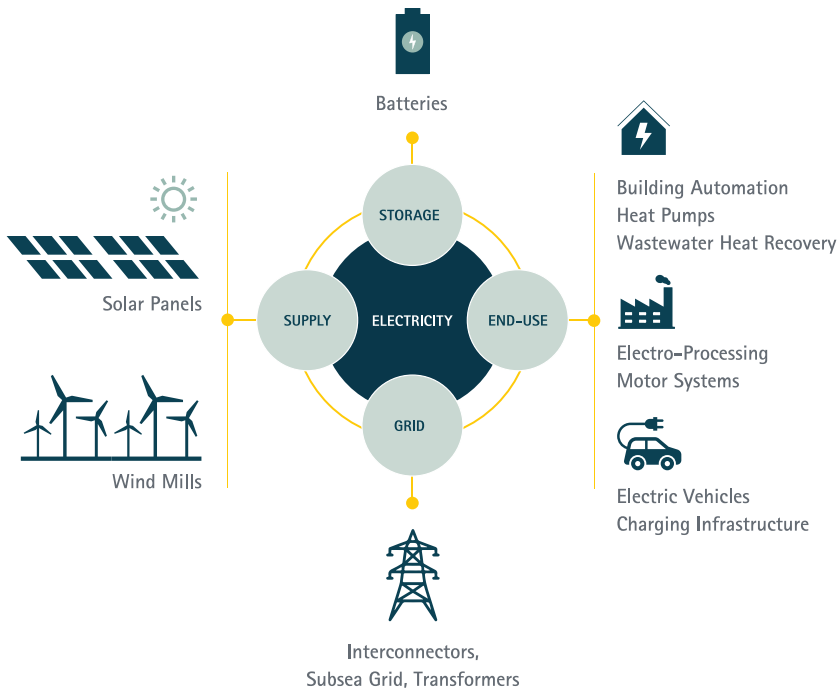 Batteries
STORAGE
Building Automation
Heat Pumps
Wastewater Heat Recovery
Solar Panels
SUPPLY
ELECTRICITY
END-USE
Electro-Processing
Motor Systems
GRID
Wind Mills
Electric Vehicles
Charging Infrastructure
Interconnectors,
Subsea Grid, Transformers